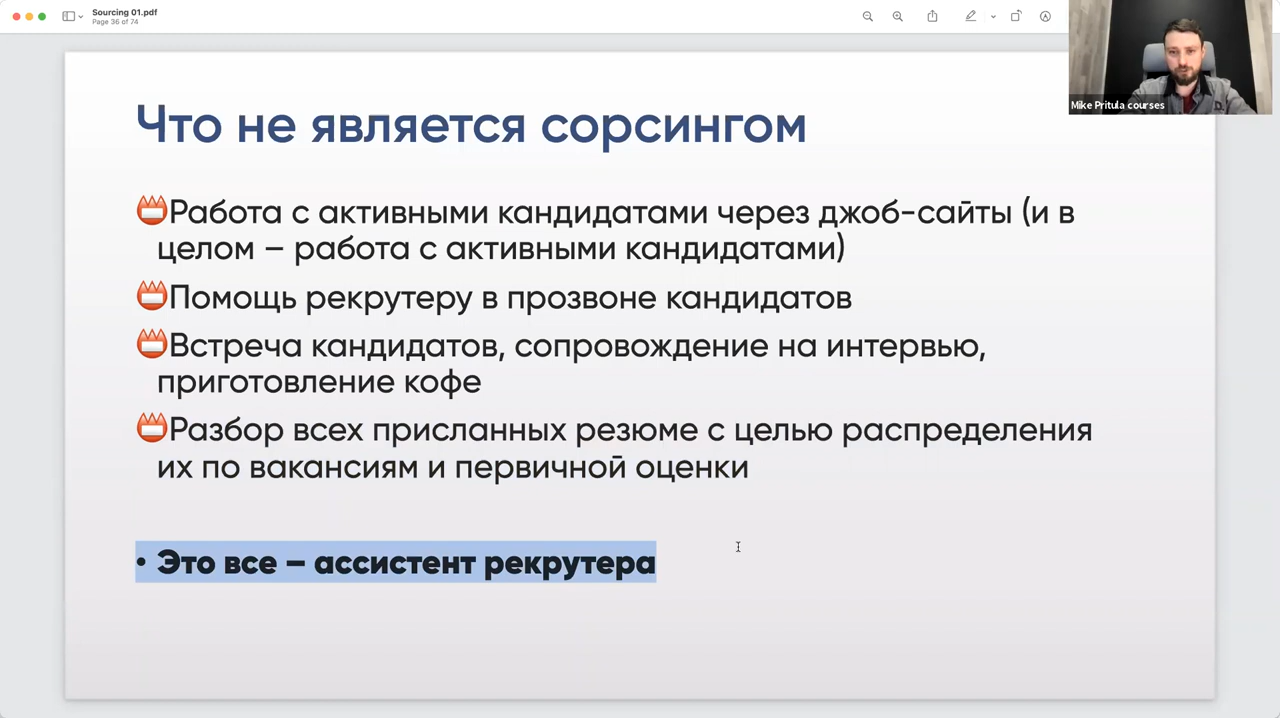 Sourcing 01.pdf
Page 36 of 74
Mike Pritula courses
Что не является сорсингом
Работа с активными кандидатами через джоб-сайты (и в
целом – работа с активными кандидатами)
Помощь рекрутеру в прозвоне кандидатов
Встреча кандидатов, сопровождение на интервью,
приготовление кофе
Разбор всех присланных резюме с целью распределения
их по вакансиям и первичной оценки
• Это все – ассистент рекрутера